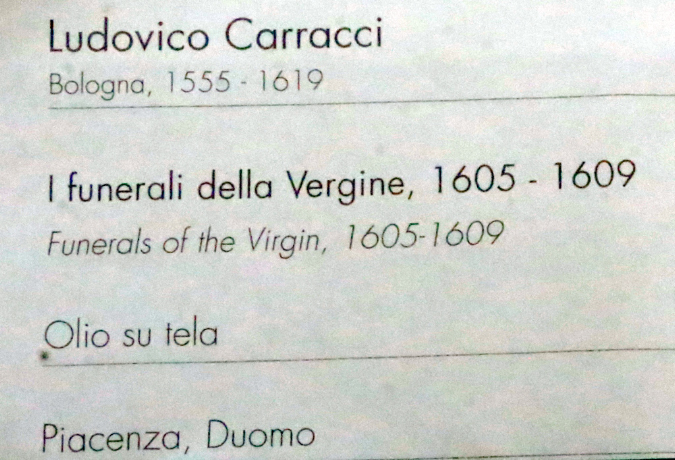 Ludovico Carracci
Bologna, 1555 - 1619
I funerali della Vergine, 1605 - 1609
Funerals of the Virgin, 1605-1609
Olio su tela
Piacenza, Duomo